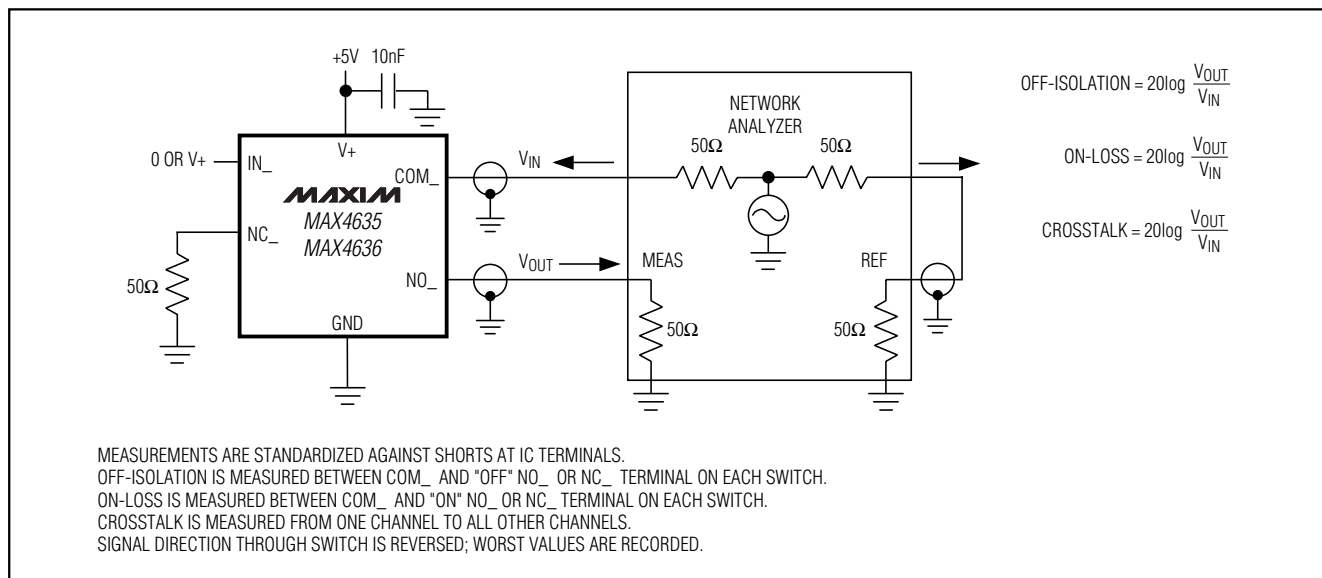 +5V
10nF
V+
0 OR V+
IN_
COM_
MAXIM
MAX4635
MAX4636
NC_
NO_
50Ω
GND
V_IN
V_OUT
NETWORK
ANALYZER
50Ω
50Ω
MEAS
REF
50Ω
50Ω
OFF-ISOLATION = 20log V_OUT/V_IN
ON-LOSS = 20log V_OUT/V_IN
CROSSTALK = 20log V_OUT/V_IN
MEASUREMENTS ARE STANDARDIZED AGAINST SHORTS AT IC TERMINALS.
OFF-ISOLATION IS MEASURED BETWEEN COM_ AND "OFF" NO_ OR NC_ TERMINAL ON EACH SWITCH.
ON-LOSS IS MEASURED BETWEEN COM_ AND "ON" NO_ OR NC_ TERMINAL ON EACH SWITCH.
CROSSTALK IS MEASURED FROM ONE CHANNEL TO ALL OTHER CHANNELS.
SIGNAL DIRECTION THROUGH SWITCH IS REVERSED; WORST VALUES ARE RECORDED.